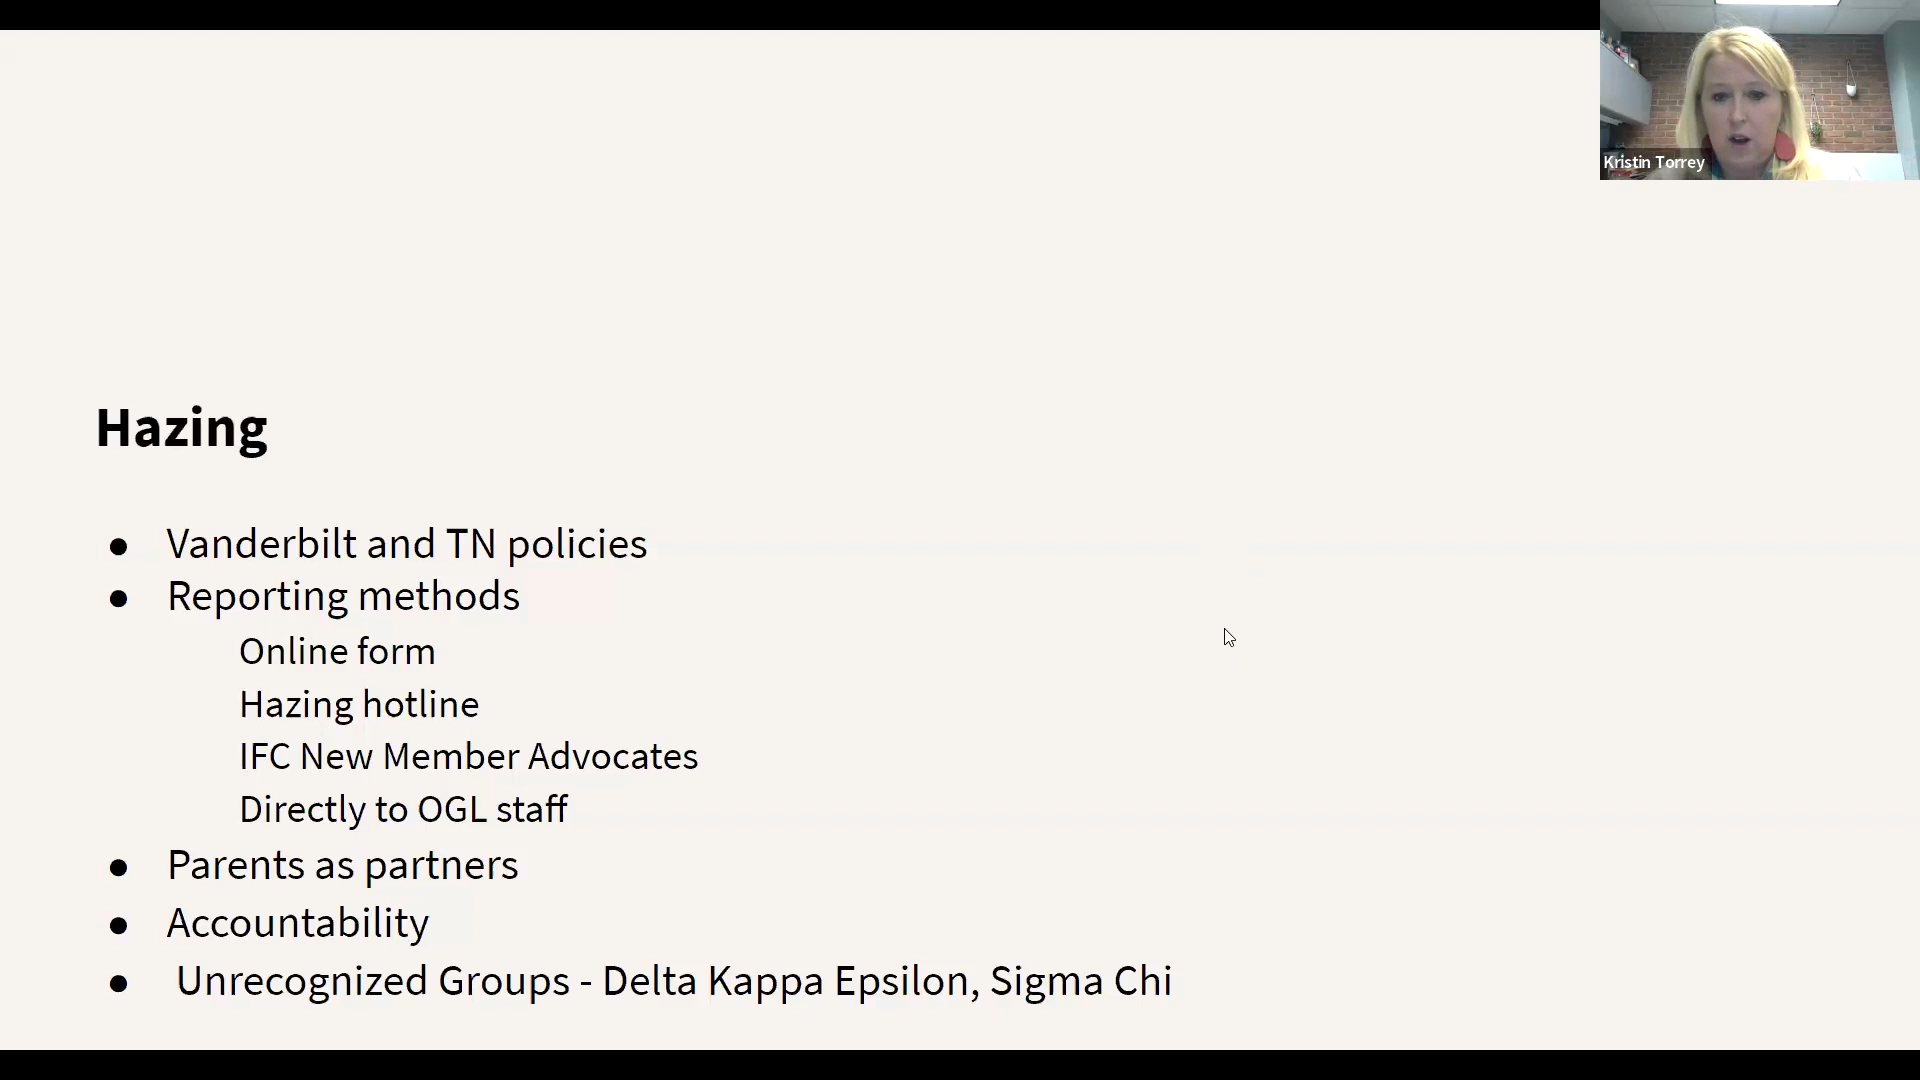 Kristin Torrey
Hazing
● Vanderbilt and TN policies
● Reporting methods
Online form
Hazing hotline
IFC New Member Advocates
Directly to OGL staff
● Parents as partners
● Accountability
● Unrecognized Groups - Delta Kappa Epsilon, Sigma Chi